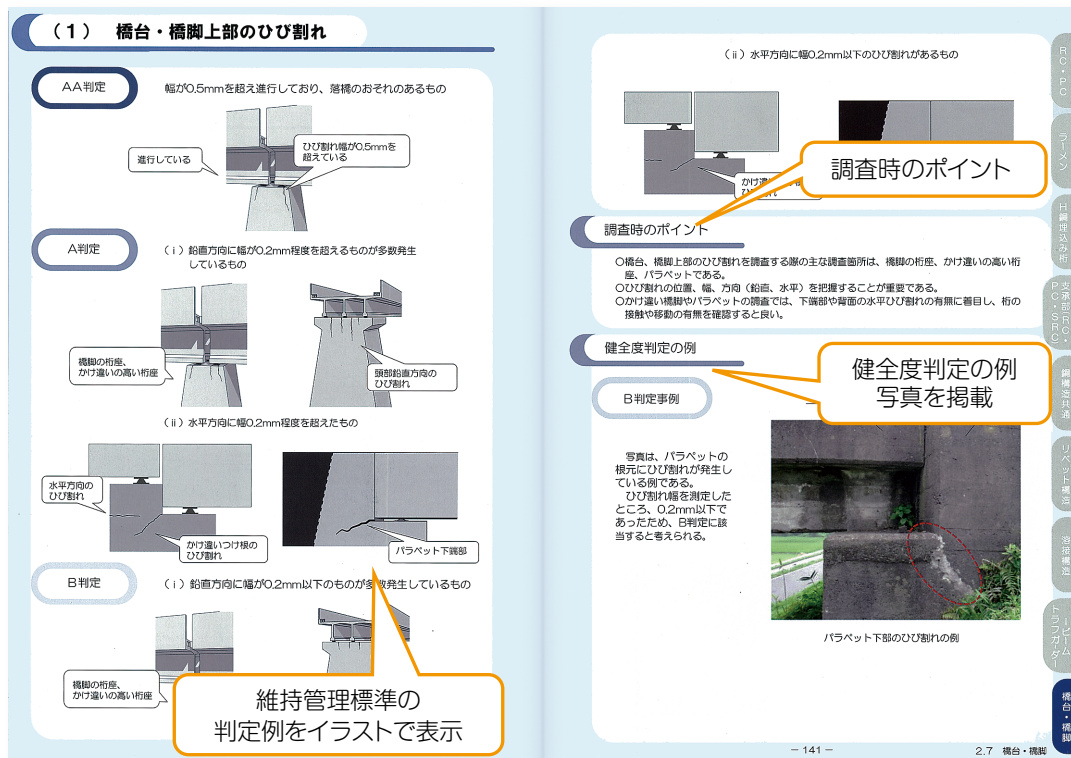 （1） 橋台・橋脚上部のひび割れ
AA判定
幅が0.5mmを超え進行しており、落橋のおそれのあるもの
進行している
ひび割れ幅が0.5mmを
超えている
A判定
（ⅰ）鉛直方向に幅が0.2mm程度を超えるものが多数発生
しているもの
橋脚の桁座、
かけ違いの高い桁座
頭部鉛直方向の
ひび割れ
（ⅱ）水平方向に幅0.2mm程度を超えたもの
水平方向の
ひび割れ
かけ違いつけ根の
ひび割れ
パラペット下端部
B判定
（ⅰ）鉛直方向に幅が0.2mm以下のものが多数発生しているもの
橋脚の桁座、
かけ違いの高い桁座
維持管理標準の
判定例をイラストで表示
（ⅱ）水平方向に幅0.2mm以下のひび割れがあるもの
かけ違い
ひび割れ
調査時のポイント
調査時のポイント
○橋台、橋脚上部のひび割れを調査する際の主な調査箇所は、橋脚の桁座、かけ違いの高い桁
座、パラペットである。
○ひび割れの位置、幅、方向（鉛直、水平）を把握することが重要である。
○かけ違い橋脚やパラペットの調査では、下端部や背面の水平ひび割れの有無に着目し、桁の
接触や移動の有無を確認すると良い。
健全度判定の例
健全度判定の例
写真を掲載
B判定事例
写真は、パラペットの
根元にひび割れが発生し
ている例である。
ひび割れ幅を測定した
ところ、0.2mm以下で
あったため、B判定に該
当すると考えられる。
パラペット下部のひび割れの例
－141－
2.7 橋台・橋脚
RC・PC
ラーメン
H鋼埋込み桁
支承部（RC・
PC・SRC）
鋼構造共通
リベット構造
溶接構造
Iビーム
トラフガーダー
橋台・橋脚